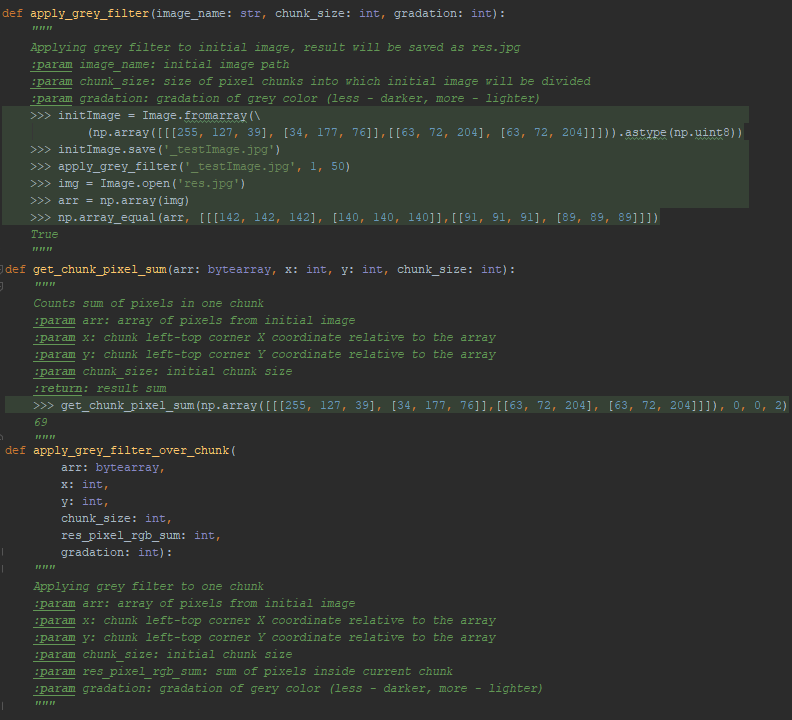 def apply_grey_filter(image_name: str, chunk_size: int, gradation: int):
"""
Applying grey filter to initial image, result will be saved as res.jpg
:param image_name: initial image path
:param chunk_size: size of pixel chunks into which initial image will be divided
:param gradation: gradation of grey color (less - darker, more - lighter)
>>> initImage = Image.fromarray(\
(np.array([[[255, 127, 39], [34, 177, 76]],[[63, 72, 204], [63, 72, 204]]])).astype(np.uint8))
>>> initImage.save('_testImage.jpg')
>>> apply_grey_filter('_testImage.jpg', 1, 50)
>>> img = Image.open('res.jpg')
>>> arr = np.array(img)
>>> np.array_equal(arr, [[[142, 142, 142], [140, 140, 140]],[[91, 91, 91], [89, 89, 89]]])
True
"""
def get_chunk_pixel_sum(arr: bytearray, x: int, y: int, chunk_size: int):
"""
Counts sum of pixels in one chunk
:param arr: array of pixels from initial image
:param x: chunk left-top corner X coordinate relative to the array
:param y: chunk left-top corner Y coordinate relative to the array
:param chunk_size: initial chunk size
:return: result sum
>>> get_chunk_pixel_sum(np.array([[[255, 127, 39], [34, 177, 76]],[[63, 72, 204], [63, 72, 204]]]), 0, 0, 2)
69
"""
def apply_grey_filter_over_chunk(
arr: bytearray,
x: int,
y: int,
chunk_size: int,
res_pixel_rgb_sum: int,
gradation: int):
"""
Applying grey filter to one chunk
:param arr: array of pixels from initial image
:param x: chunk left-top corner X coordinate relative to the array
:param y: chunk left-top corner Y coordinate relative to the array
:param chunk_size: initial chunk size
:param res_pixel_rgb_sum: sum of pixels inside current chunk
:param gradation: gradation of gery color (less - darker, more - lighter)
"""